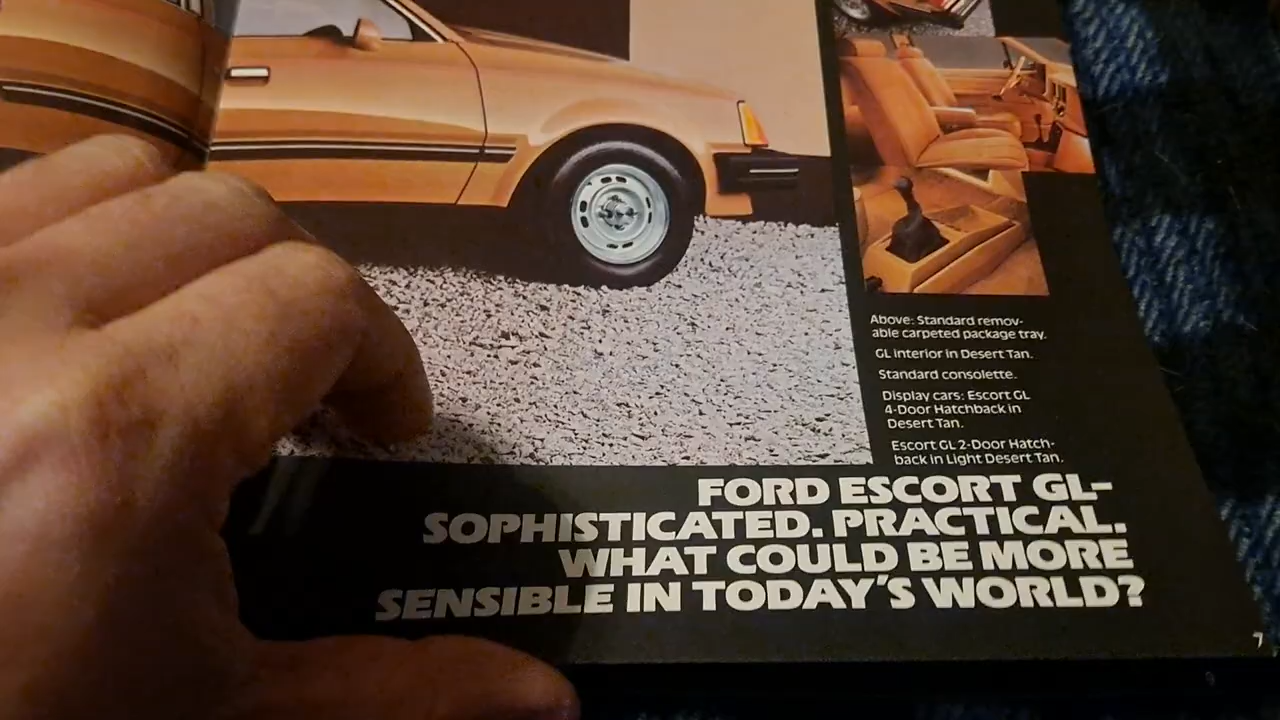 Above: Standard remov-
able carpeted package tray.
GL interior in Desert Tan.
Standard consolette.
Display cars: Escort GL
4-Door Hatchback in
Desert Tan.
Escort GL 2-Door Hatch-
back in Light Desert Tan.
FORD ESCORT GL–
SOPHISTICATED. PRACTICAL.
WHAT COULD BE MORE
SENSIBLE IN TODAY'S WORLD?
7